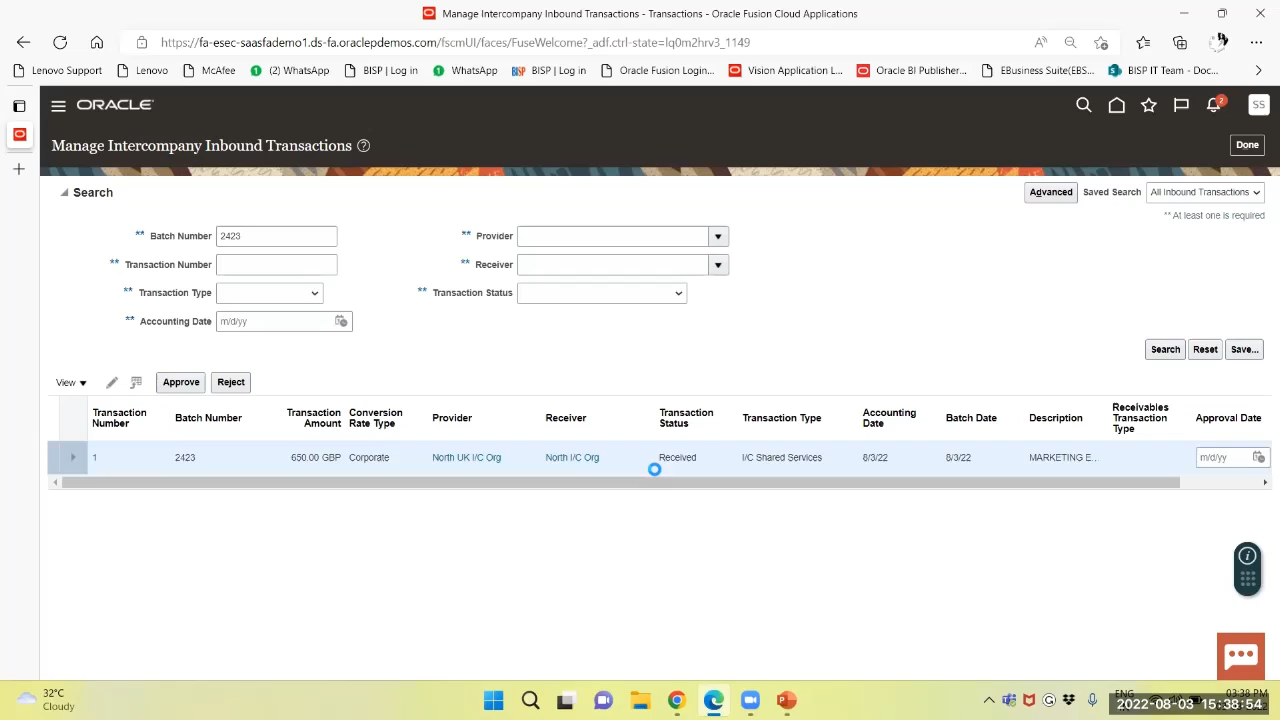 Manage Intercompany Inbound Transactions - Transactions - Oracle Fusion Cloud Applications
https://fa-esec-saasfademo1.ds-fa.oraclepdemos.com/fscmUI/faces/FuseWelcome?_adf.ctrl-state=lq0m2hrv3_1149
Lenovo Support Lenovo McAfee (2) WhatsApp BISP | Log in WhatsApp BISP | Log in Oracle Fusion Login... Vision Application L... Oracle BI Publisher... EBusiness Suite(EBS... BISP IT Team - Doc...
ORACLE 2 SS
Manage Intercompany Inbound Transactions Done
Search Advanced Saved Search All Inbound Transactions
** At least one is required
** Batch Number 2423 ** Provider
** Transaction Number ** Receiver
** Transaction Type ** Transaction Status
** Accounting Date m/d/yy
Search Reset Save...
View Approve Reject
Transaction Number Batch Number Transaction Amount Conversion Rate Type Provider Receiver Transaction Status Transaction Type Accounting Date Batch Date Description Receivables Transaction Type Approval Date
1 2423 650.00 GBP Corporate North UK I/C Org North I/C Org Received I/C Shared Services 8/3/22 8/3/22 MARKETING E... m/d/yy
32°C
Cloudy
ENG 03:38 PM
2022-08-03 15:38:54